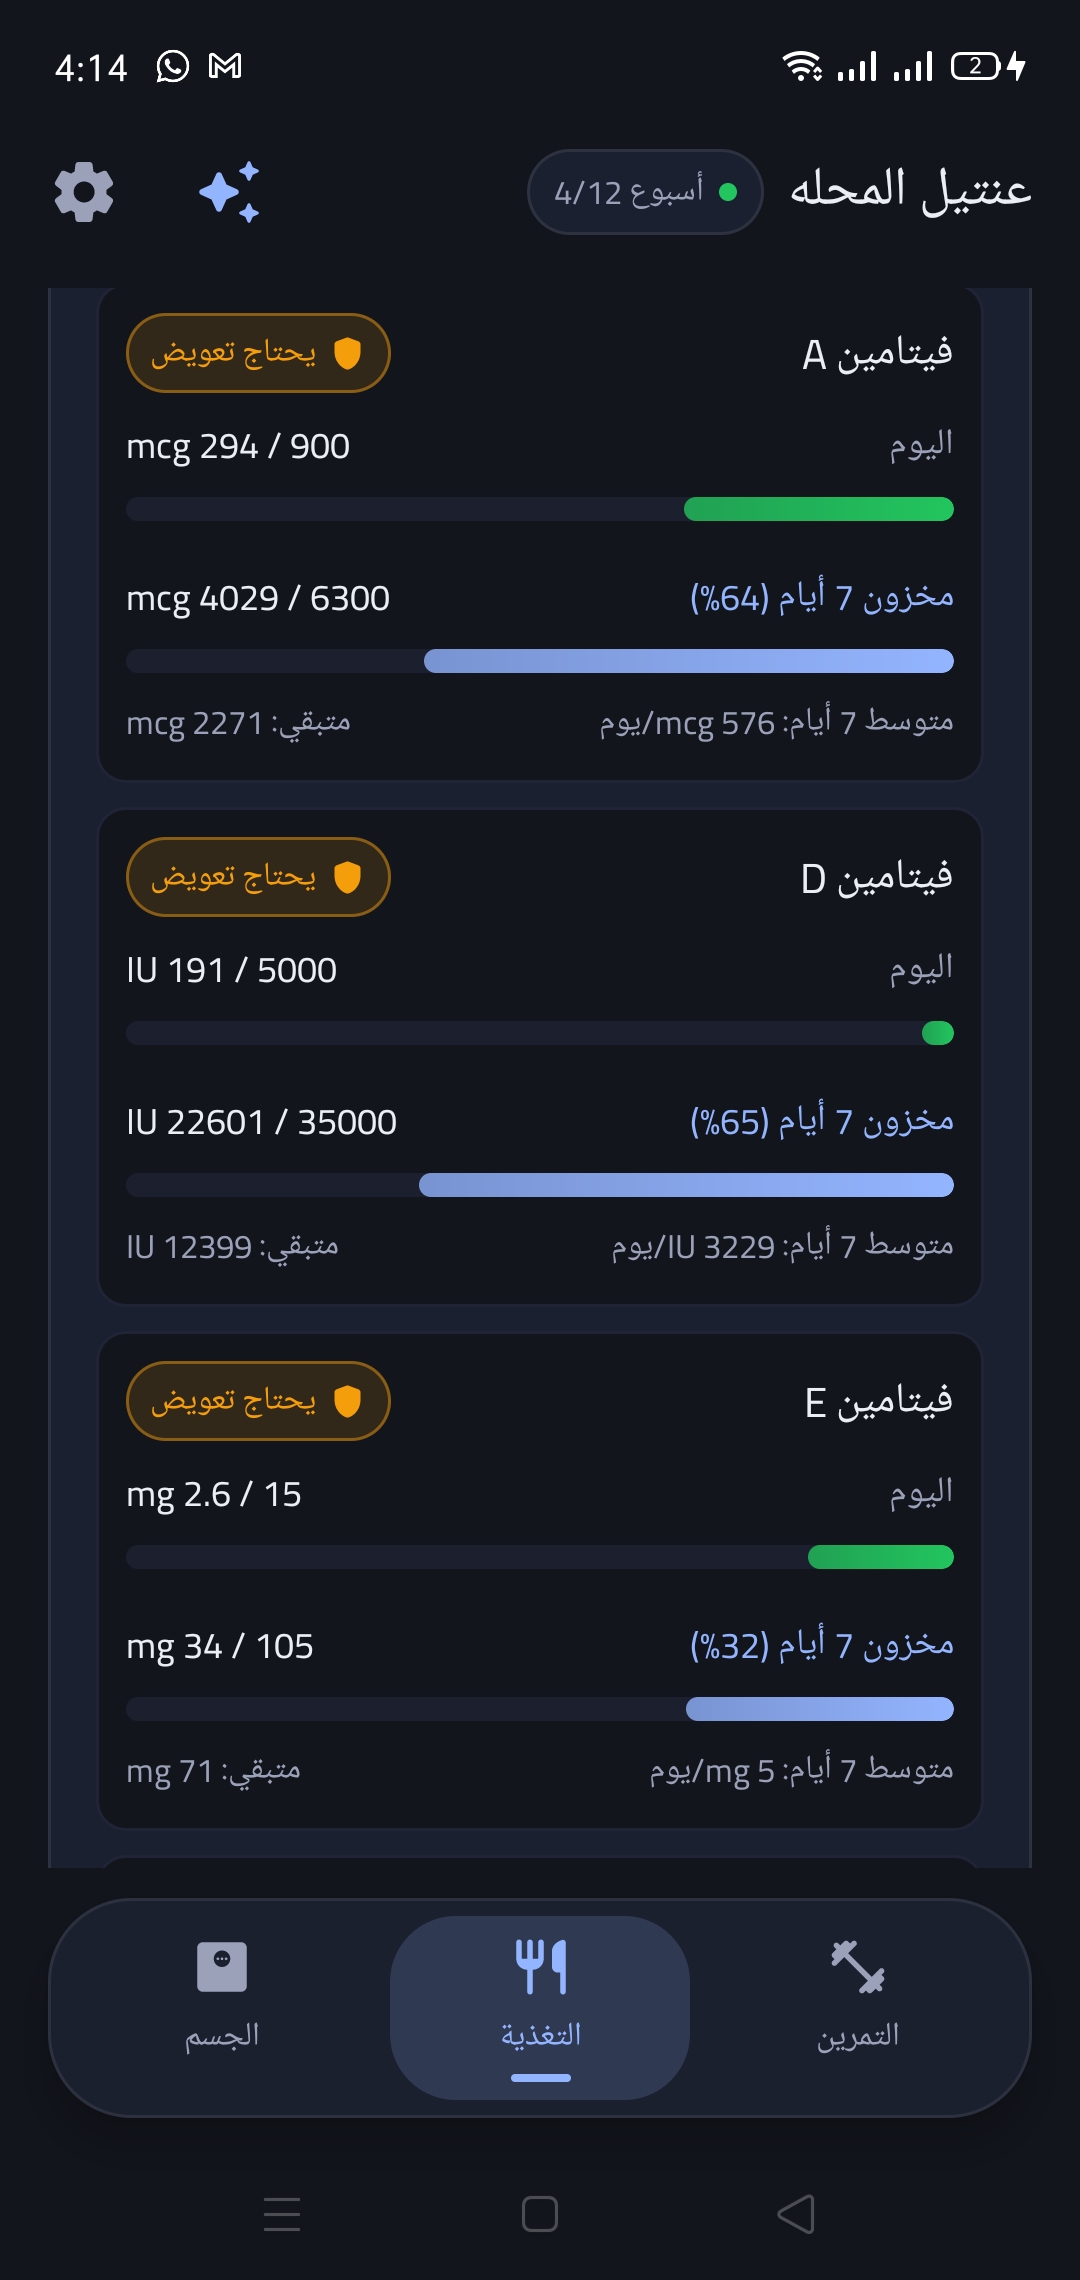 4:14
2
عنتيل المحله
أسبوع 4/12
فيتامين A
يحتاج تعويض
اليوم
mcg 294 / 900
مخزون 7 أيام (64%)
mcg 4029 / 6300
متوسط 7 أيام: 576 mcg/يوم
متبقي: 2271 mcg
فيتامين D
يحتاج تعويض
اليوم
IU 191 / 5000
مخزون 7 أيام (65%)
IU 22601 / 35000
متوسط 7 أيام: 3229 IU/يوم
متبقي: 12399 IU
فيتامين E
يحتاج تعويض
اليوم
mg 2.6 / 15
مخزون 7 أيام (32%)
mg 34 / 105
متوسط 7 أيام: 5 mg/يوم
متبقي: 71 mg
التمرين
التغذية
الجسم